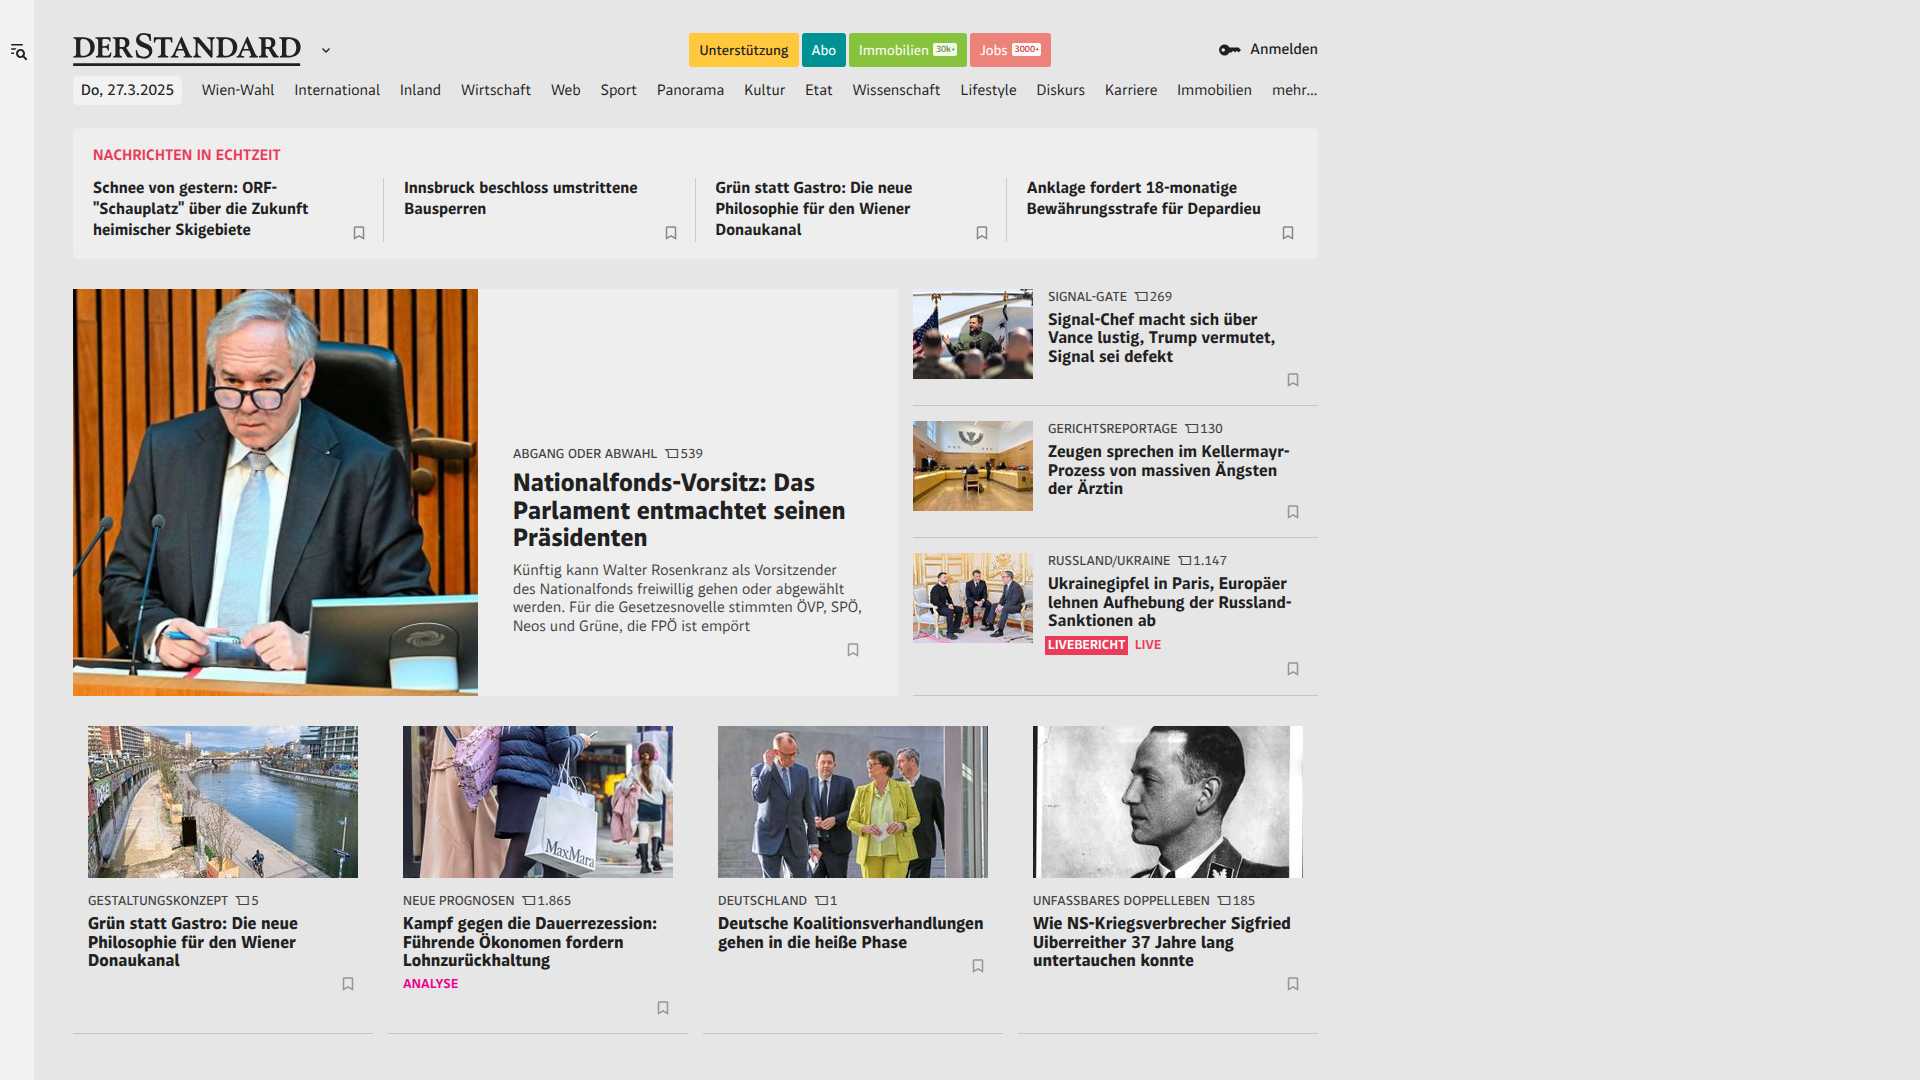 DERSTANDARD
Unterstützung
Abo
Immobilien 30k+
Jobs 3000+
Anmelden
Do, 27.3.2025
Wien-Wahl
International
Inland
Wirtschaft
Web
Sport
Panorama
Kultur
Etat
Wissenschaft
Lifestyle
Diskurs
Karriere
Immobilien
mehr...
NACHRICHTEN IN ECHTZEIT
Schnee von gestern: ORF-
"Schauplatz" über die Zukunft
heimischer Skigebiete
Innsbruck beschloss umstrittene
Bausperren
Grün statt Gastro: Die neue
Philosophie für den Wiener
Donaukanal
Anklage fordert 18-monatige
Bewährungsstrafe für Depardieu
ABGANG ODER ABWAHL 539
Nationalfonds-Vorsitz: Das
Parlament entmachtet seinen
Präsidenten
Künftig kann Walter Rosenkranz als Vorsitzender
des Nationalfonds freiwillig gehen oder abgewählt
werden. Für die Gesetzesnovelle stimmten ÖVP, SPÖ,
Neos und Grüne, die FPÖ ist empört
SIGNAL-GATE 269
Signal-Chef macht sich über
Vance lustig, Trump vermutet,
Signal sei defekt
GERICHTSREPORTAGE 130
Zeugen sprechen im Kellermayr-
Prozess von massiven Ängsten
der Ärztin
RUSSLAND/UKRAINE 1.147
Ukrainegipfel in Paris, Europäer
lehnen Aufhebung der Russland-
Sanktionen ab
LIVEBERICHT LIVE
GESTALTUNGSKONZEPT 5
Grün statt Gastro: Die neue
Philosophie für den Wiener
Donaukanal
MaxMara
NEUE PROGNOSEN 1.865
Kampf gegen die Dauerrezession:
Führende Ökonomen fordern
Lohnzurückhaltung
ANALYSE
DEUTSCHLAND 1
Deutsche Koalitionsverhandlungen
gehen in die heiße Phase
UNFASSBARES DOPPELLEBEN 185
Wie NS-Kriegsverbrecher Sigfried
Uiberreither 37 Jahre lang
untertauchen konnte